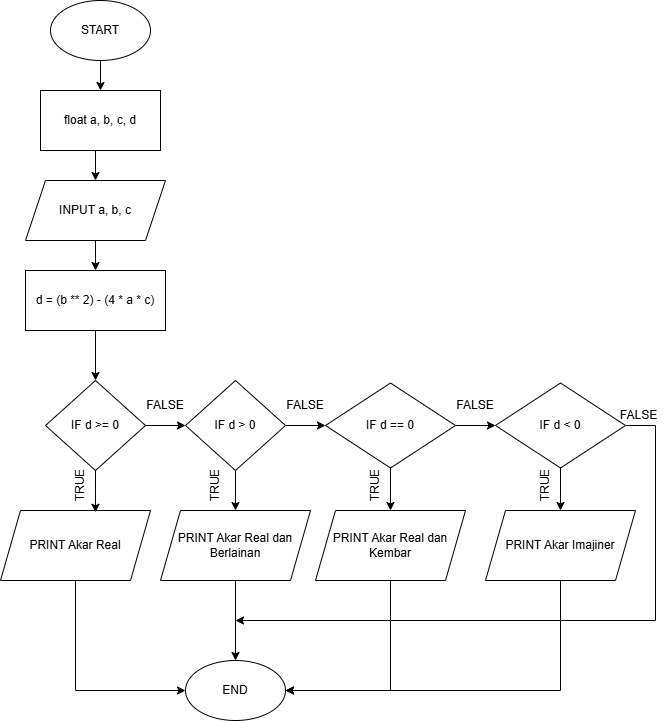 START
float a, b, c, d
INPUT a, b, c
d = (b ** 2) - (4 * a * c)
IF d >= 0
FALSE
IF d > 0
FALSE
IF d == 0
FALSE
IF d < 0
FALSE
TRUE
TRUE
TRUE
TRUE
PRINT Akar Real
PRINT Akar Real dan
Berlainan
PRINT Akar Real dan
Kembar
PRINT Akar Imajiner
END